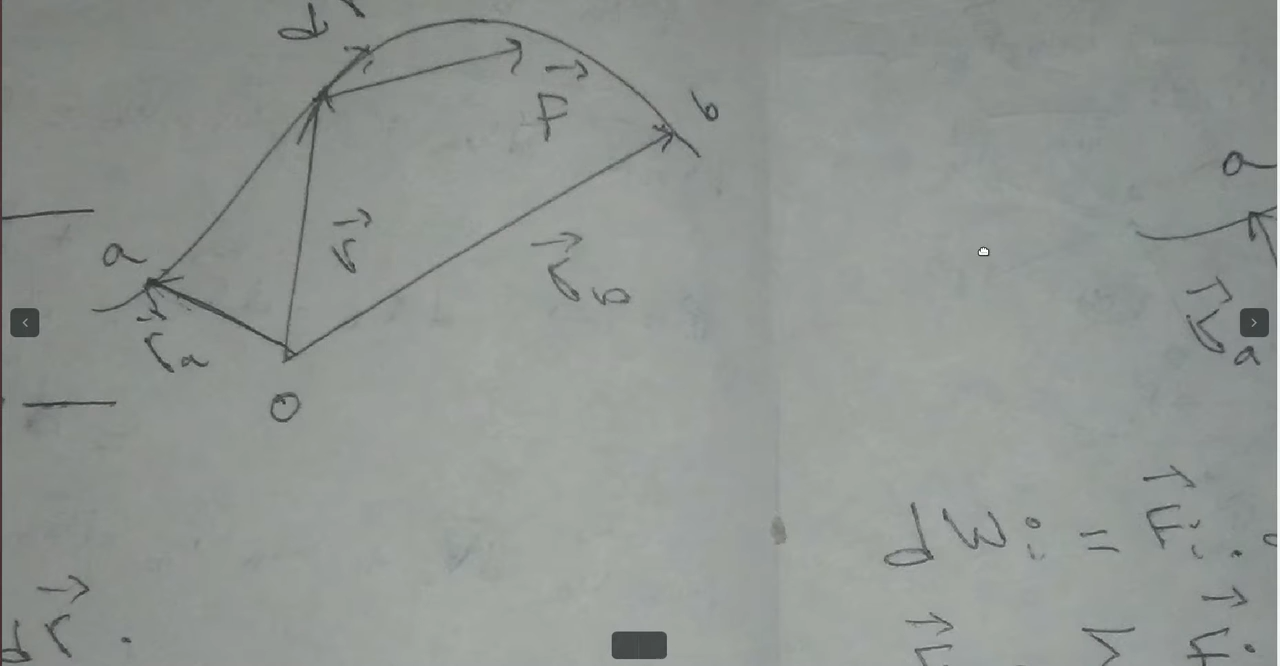 d
F⃗
b
a
a
r⃗
r⃗b
r⃗a
r⃗a
O
dWi = F⃗i .
dr⃗ .
Σ F⃗i